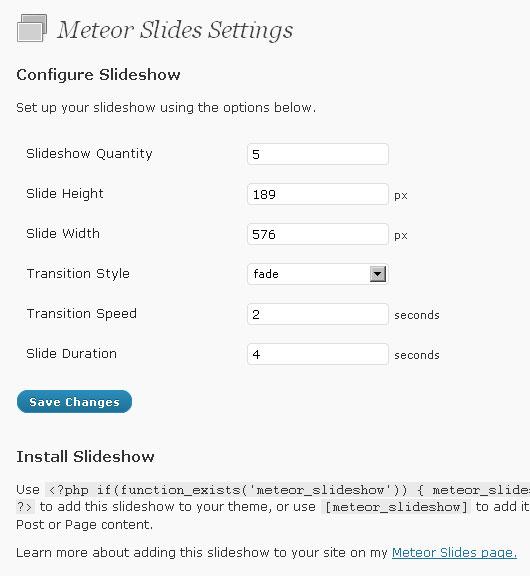 Meteor Slides Settings
Configure Slideshow
Set up your slideshow using the options below.
Slideshow Quantity 5
Slide Height 189 px
Slide Width 576 px
Transition Style fade
Transition Speed 2 seconds
Slide Duration 4 seconds
Save Changes
Install Slideshow
Use <?php if(function_exists('meteor_slideshow')) { meteor_slides
?> to add this slideshow to your theme, or use [meteor_slideshow] to add it
Post or Page content.
Learn more about adding this slideshow to your site on my Meteor Slides page.